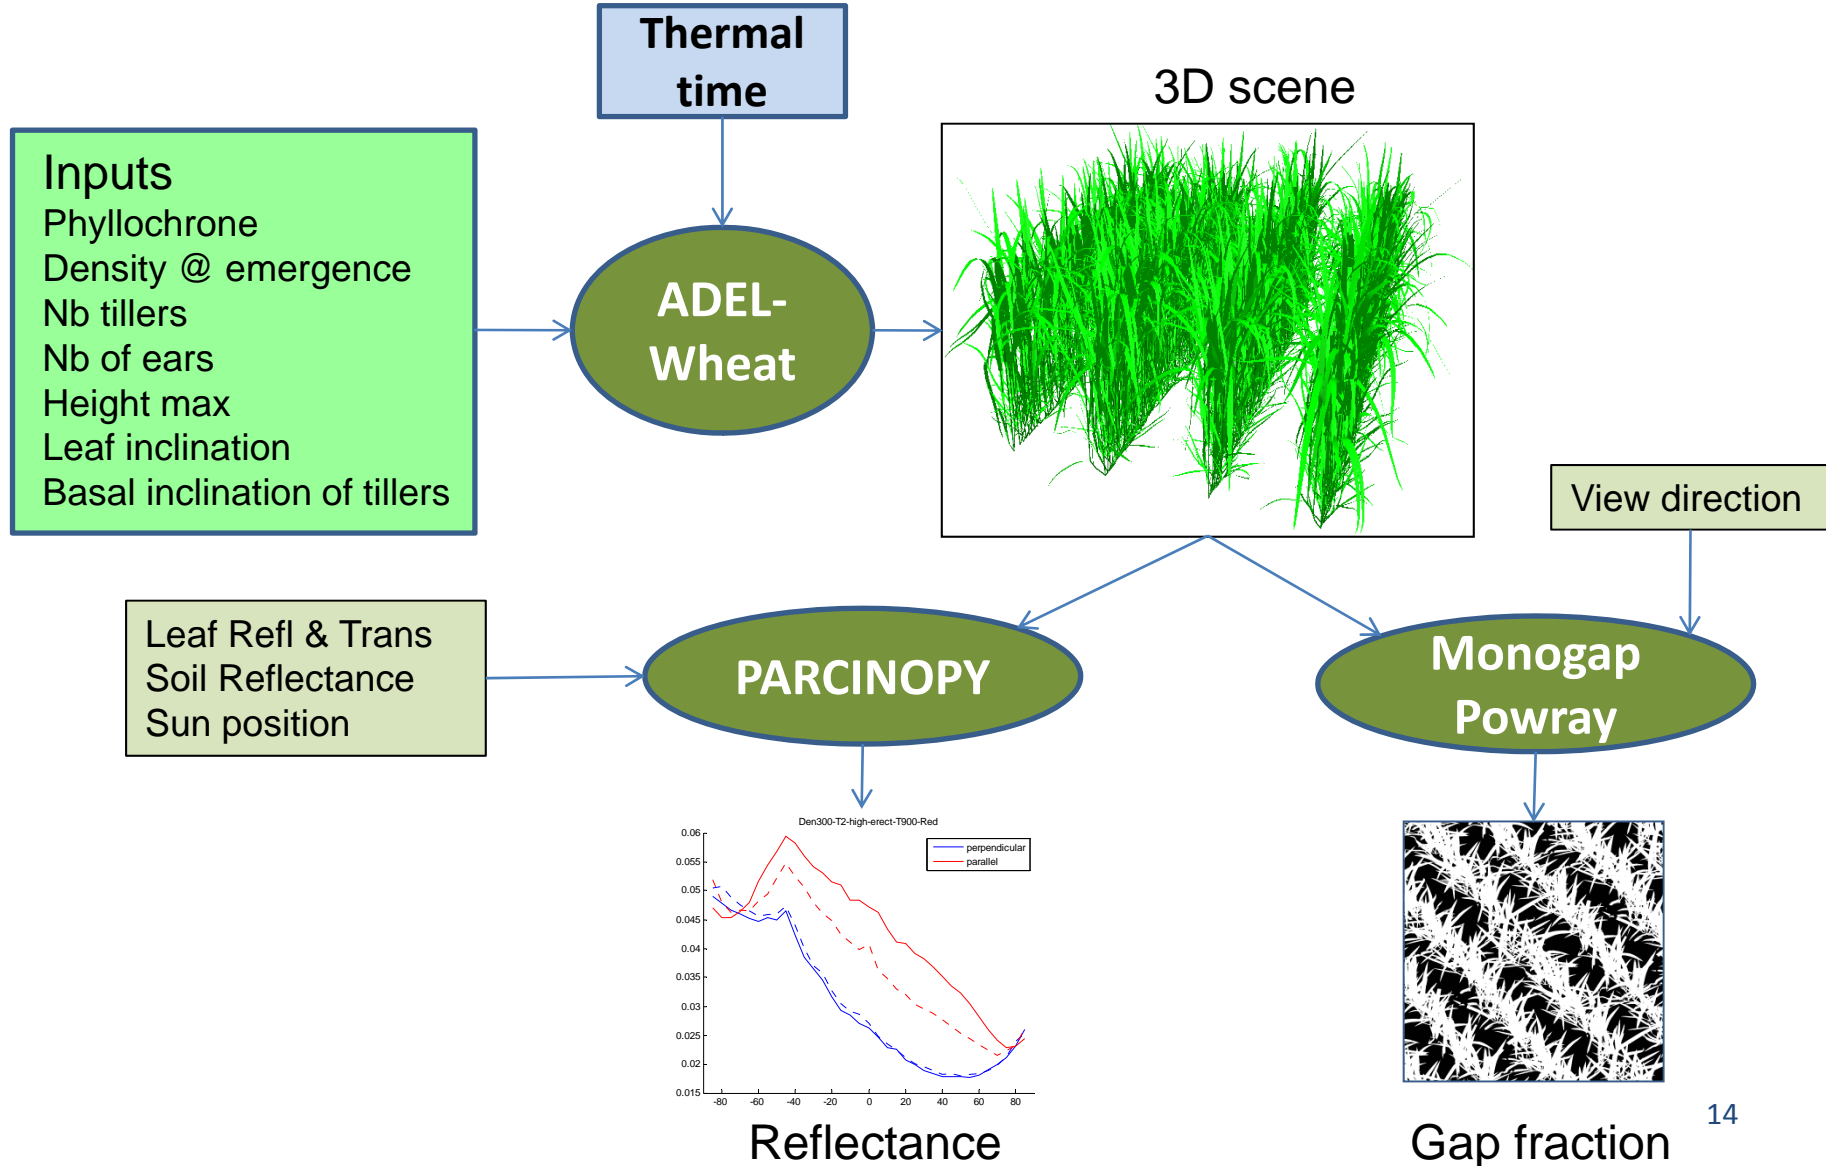 Thermal
time
3D scene
Inputs
Phyllochrone
Density @ emergence
Nb tillers
Nb of ears
Height max
Leaf inclination
Basal inclination of tillers
ADEL-
Wheat
View direction
Leaf Refl & Trans
Soil Reflectance
Sun position
PARCINOPY
Monogap
Powray
Den300-T2-high-erect-T900-Red
perpendicular
parallel
0.06
0.055
0.05
0.045
0.04
0.035
0.03
0.025
0.02
0.015
-80 -60 -40 -20 0 20 40 60 80
Reflectance
Gap fraction
14